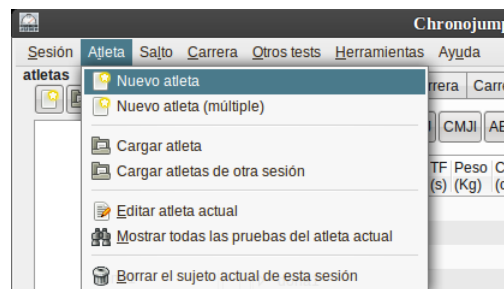 Chronojump
Sesión Atleta Salto Carrera Otros tests Herramientas Ayuda
atletas
Nuevo atleta
Nuevo atleta (múltiple)
Cargar atleta
Cargar atletas de otra sesión
Editar atleta actual
Mostrar todas las pruebas del atleta actual
Borrar el sujeto actual de esta sesión
rrera Carre
CMJl AB
TF Peso
(s) (Kg)